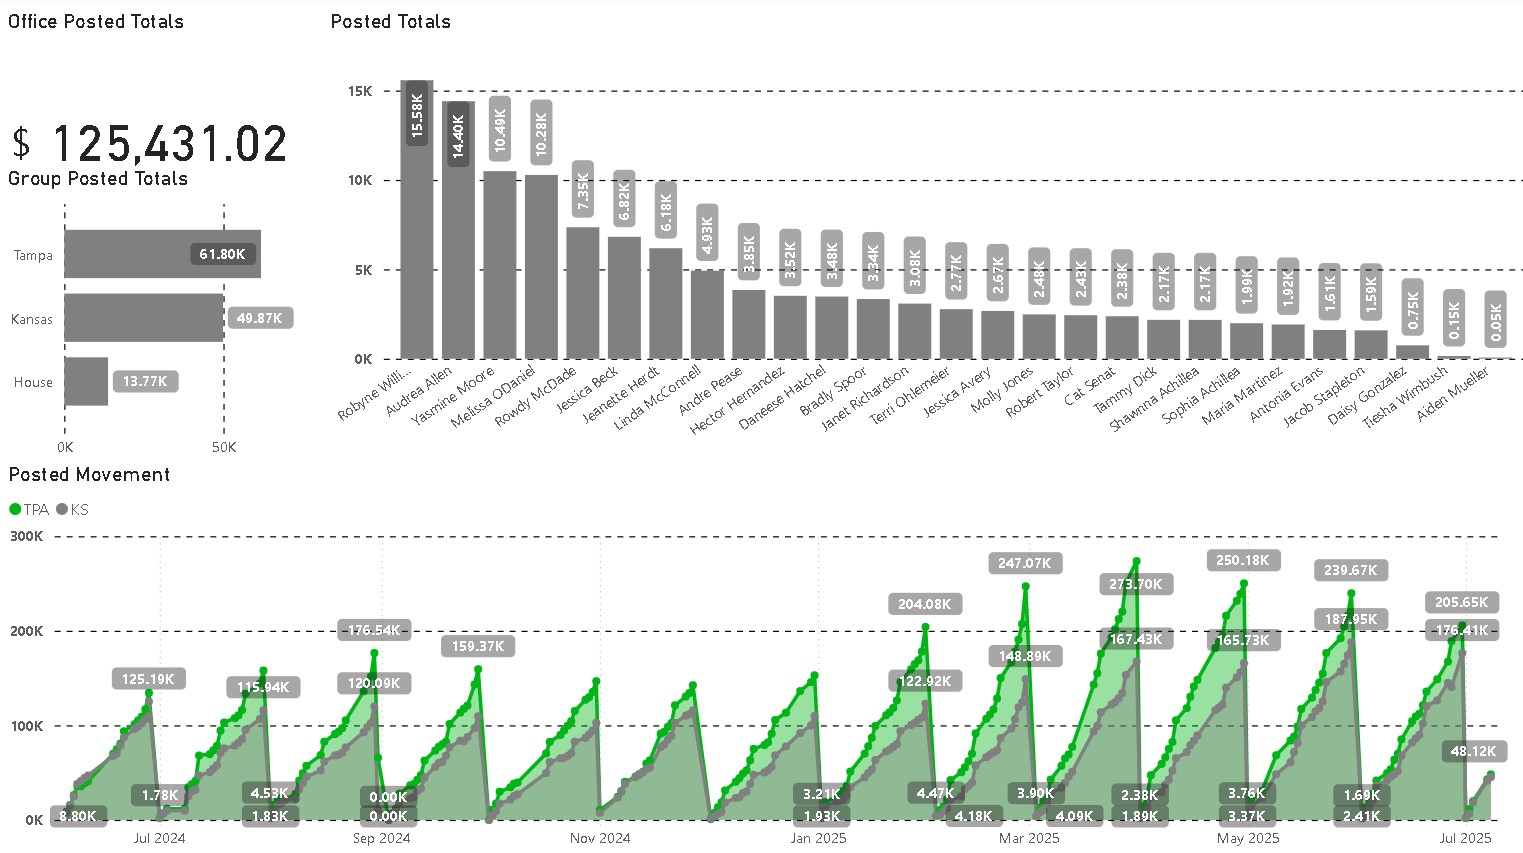 Office Posted Totals
$ 125,431.02
Group Posted Totals
Tampa
61.80K
Kansas
49.87K
House
13.77K
0K
50K
Posted Totals
15K
10K
5K
0K
15.58K
14.40K
10.49K
10.28K
7.35K
6.82K
6.18K
4.93K
3.85K
3.52K
3.48K
3.34K
3.08K
2.77K
2.67K
2.48K
2.43K
2.38K
2.17K
2.17K
1.99K
1.92K
1.61K
1.59K
0.75K
0.15K
0.05K
Robyne Willi...
Audrea Allen
Yasmine Moore
Melissa ODaniel
Rowdy McDade
Jessica Beck
Jeanette Herdt
Linda McConnell
Andre Pease
Hector Hernandez
Daneese Hatchel
Bradly Spoor
Janet Richardson
Terri Ohlemeier
Jessica Avery
Molly Jones
Robert Taylor
Cat Senat
Tammy Dick
Shawnna Achillea
Sophia Achillea
Maria Martinez
Antonia Evans
Jacob Stapleton
Daisy Gonzalez
Tiesha Wimbush
Aiden Mueller
Posted Movement
TPA KS
300K
200K
100K
0K
125.19K
115.94K
176.54K
120.09K
159.37K
204.08K
122.92K
247.07K
148.89K
273.70K
167.43K
250.18K
165.73K
239.67K
187.95K
205.65K
176.41K
48.12K
8.80K
1.78K
4.53K
1.83K
0.00K
0.00K
3.21K
1.93K
4.47K
4.18K
3.90K
4.09K
2.38K
1.89K
3.76K
3.37K
1.69K
2.41K
Jul 2024
Sep 2024
Nov 2024
Jan 2025
Mar 2025
May 2025
Jul 2025